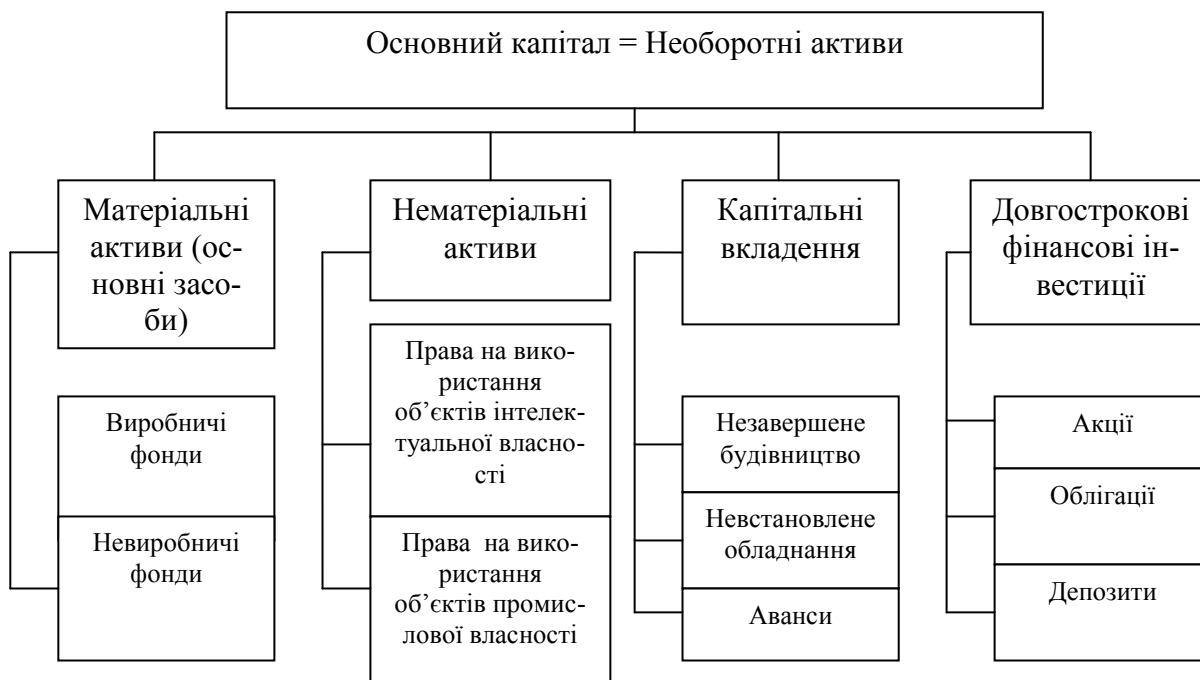 Основний капітал = Необоротні активи
Матеріальні
активи (ос-
новні засо-
би)
Виробничі
фонди
Невиробничі
фонди
Нематеріальні
активи
Права на вико-
ристання
об’єктів інтелек-
туальної власно-
сті
Права на вико-
ристання
об’єктів промис-
лової власності
Капітальні
вкладення
Незавершене
будівництво
Невстановлене
обладнання
Аванси
Довгострокові
фінансові ін-
вестиції
Акції
Облігації
Депозити